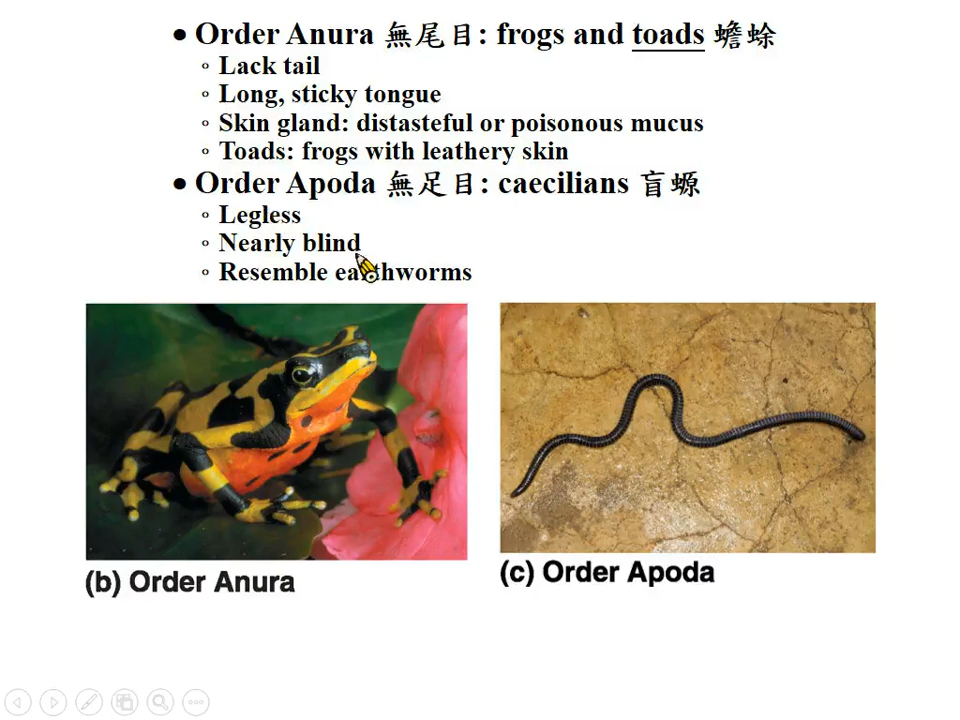 • Order Anura 無尾目: frogs and toads 蟾蜍
◦ Lack tail
◦ Long, sticky tongue
◦ Skin gland: distasteful or poisonous mucus
◦ Toads: frogs with leathery skin
• Order Apoda 無足目: caecilians 盲螈
◦ Legless
◦ Nearly blind
◦ Resemble earthworms
(b) Order Anura
(c) Order Apoda